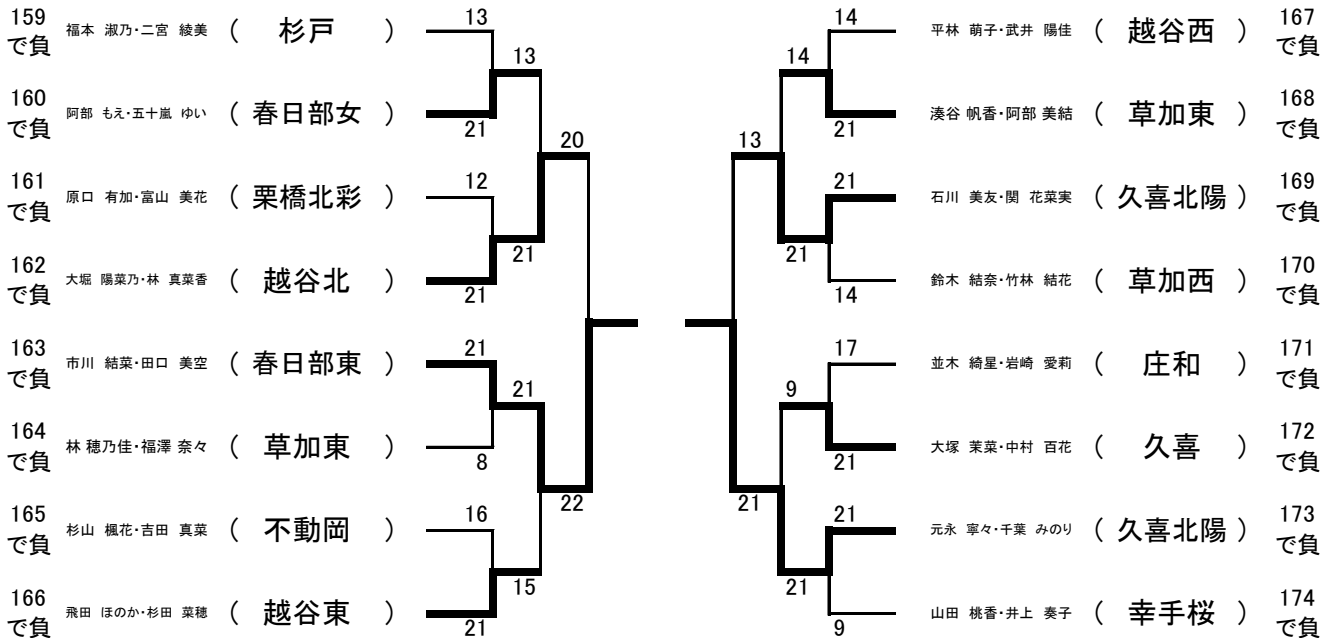 159
で負
福本 淑乃・二宮 綾美 （ 杉戸 ）
13
13
160
で負
阿部 もえ・五十嵐 ゆい （ 春日部女 ）
21
20
161
で負
原口 有加・富山 美花 （ 栗橋北彩 ）
12
21
162
で負
大堀 陽菜乃・林 真菜香 （ 越谷北 ）
21
163
で負
市川 結菜・田口 美空 （ 春日部東 ）
21
21
164
で負
林 穂乃佳・福澤 奈々 （ 草加東 ）
8
22
165
で負
杉山 楓花・吉田 真菜 （ 不動岡 ）
16
15
166
で負
飛田 ほのか・杉田 菜穂 （ 越谷東 ）
21
14
平林 萌子・武井 陽佳 （ 越谷西 ）
167
で負
14
21
湊谷 帆香・阿部 美結 （ 草加東 ）
168
で負
13
21
石川 美友・関 花菜実 （ 久喜北陽 ）
169
で負
21
14
鈴木 結奈・竹林 結花 （ 草加西 ）
170
で負
17
並木 綺星・岩崎 愛莉 （ 庄和 ）
171
で負
9
21
大塚 茉菜・中村 百花 （ 久喜 ）
172
で負
21
21
元永 寧々・千葉 みのり （ 久喜北陽 ）
173
で負
21
9
山田 桃香・井上 奏子 （ 幸手桜 ）
174
で負